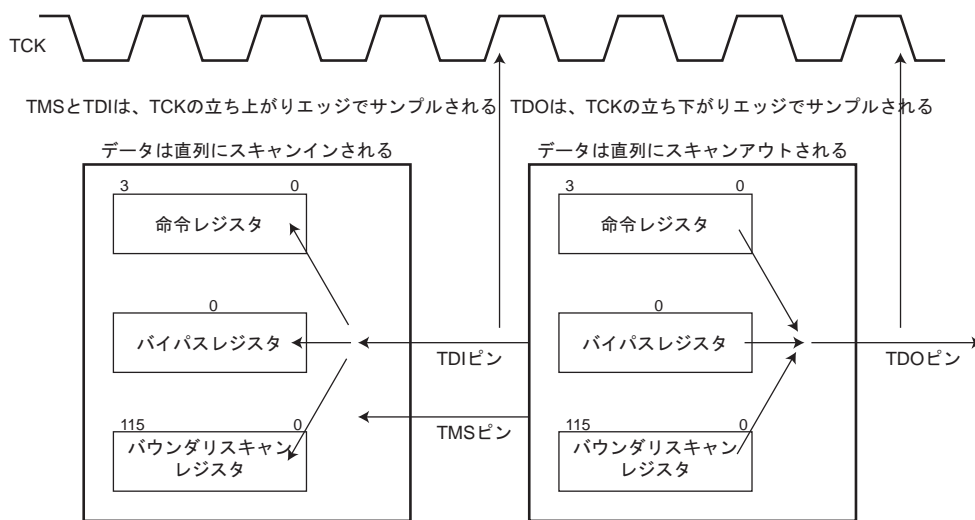 TCK
TMSとTDIは、TCKの立ち上がりエッジでサンプルされる
TDOは、TCKの立ち下がりエッジでサンプルされる
データは直列にスキャンインされる
3 0
命令レジスタ
0
バイパスレジスタ
115 0
バウンダリスキャン
レジスタ
TDIピン
TMSピン
データは直列にスキャンアウトされる
3 0
命令レジスタ
0
バイパスレジスタ
115 0
バウンダリスキャン
レジスタ
TDOピン